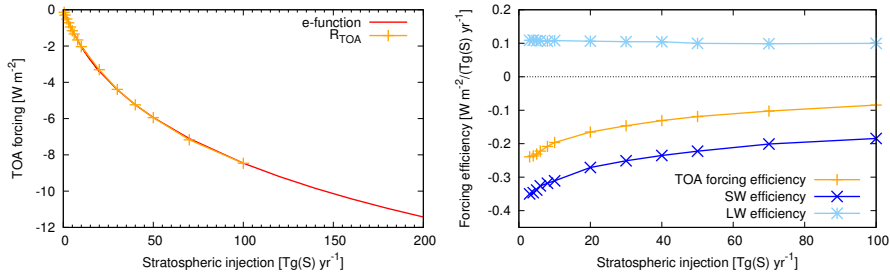 0
-2
-4
-6
-8
-10
-12
TOA forcing [W m-2]
e-function
RTOA
0 50 100 150 200
Stratospheric injection [Tg(S) yr-1]
0.2
0.1
0
-0.1
-0.2
-0.3
-0.4
Forcing efficiency [W m-2/(Tg(S) yr-1]
TOA forcing efficiency
SW efficiency
LW efficiency
20 40 60 80 100
Stratospheric injection [Tg(S) yr-1]